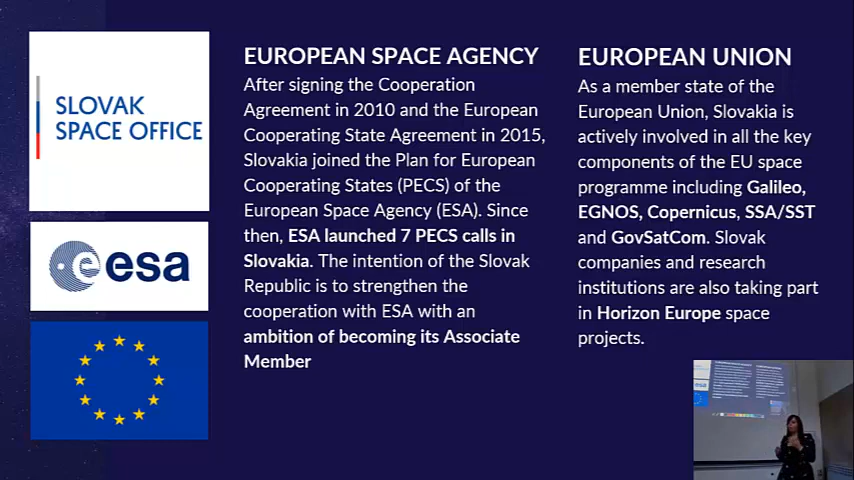 SLOVAK
SPACE OFFICE
esa
EUROPEAN SPACE AGENCY
After signing the Cooperation
Agreement in 2010 and the European
Cooperating State Agreement in 2015,
Slovakia joined the Plan for European
Cooperating States (PECS) of the
European Space Agency (ESA). Since
then, ESA launched 7 PECS calls in
Slovakia. The intention of the Slovak
Republic is to strengthen the
cooperation with ESA with an
ambition of becoming its Associate
Member
EUROPEAN UNION
As a member state of the
European Union, Slovakia is
actively involved in all the key
components of the EU space
programme including Galileo,
EGNOS, Copernicus, SSA/SST
and GovSatCom. Slovak
companies and research
institutions are also taking part
in Horizon Europe space
projects.
esa